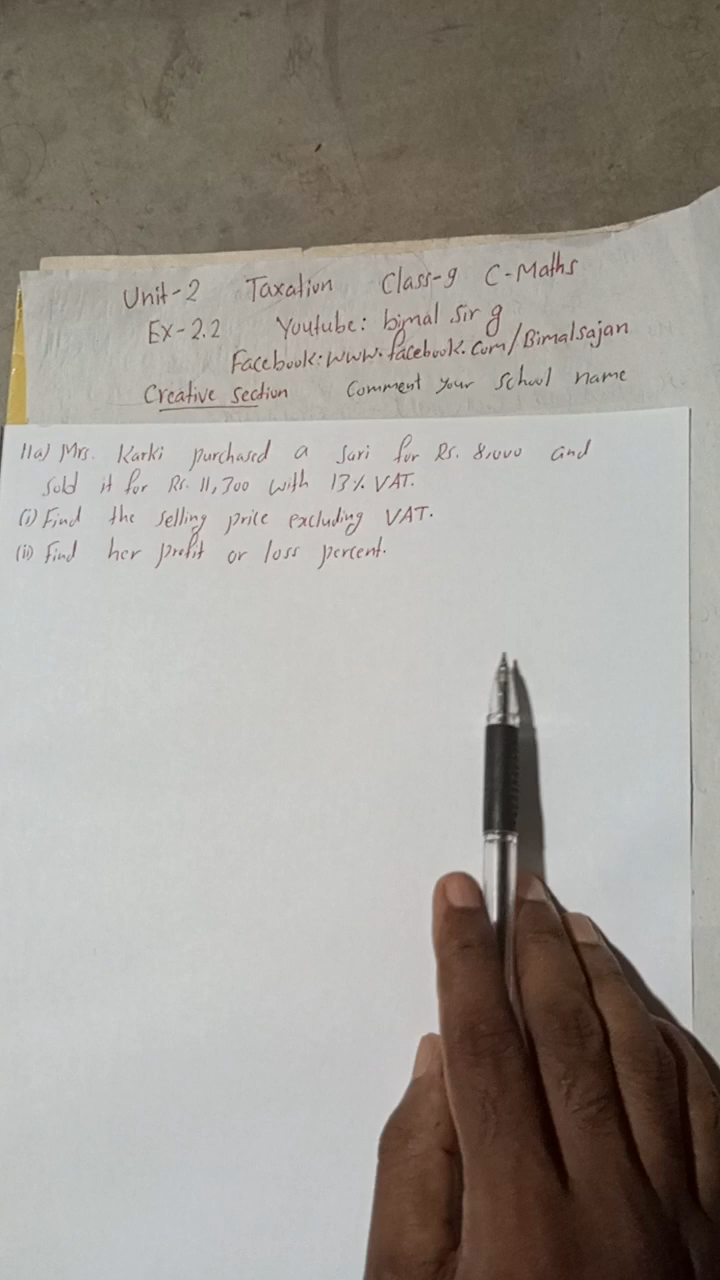 Unit-2 Taxation Class-9 C-Maths
Ex-2.2 Youtube: bimal sir g
Facebook: www.facebook.com/Bimalsajan
Creative section Comment your school name
11a) Mrs. Karki purchased a sari for Rs. 8,000 and
sold it for Rs. 11,300 with 13% VAT.
(i) Find the selling price excluding VAT.
(ii) Find her profit or loss percent.